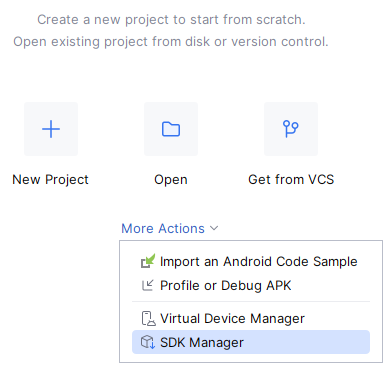 Create a new project to start from scratch.
Open existing project from disk or version control.
New Project
Open
Get from VCS
More Actions
Import an Android Code Sample
Profile or Debug APK
Virtual Device Manager
SDK Manager